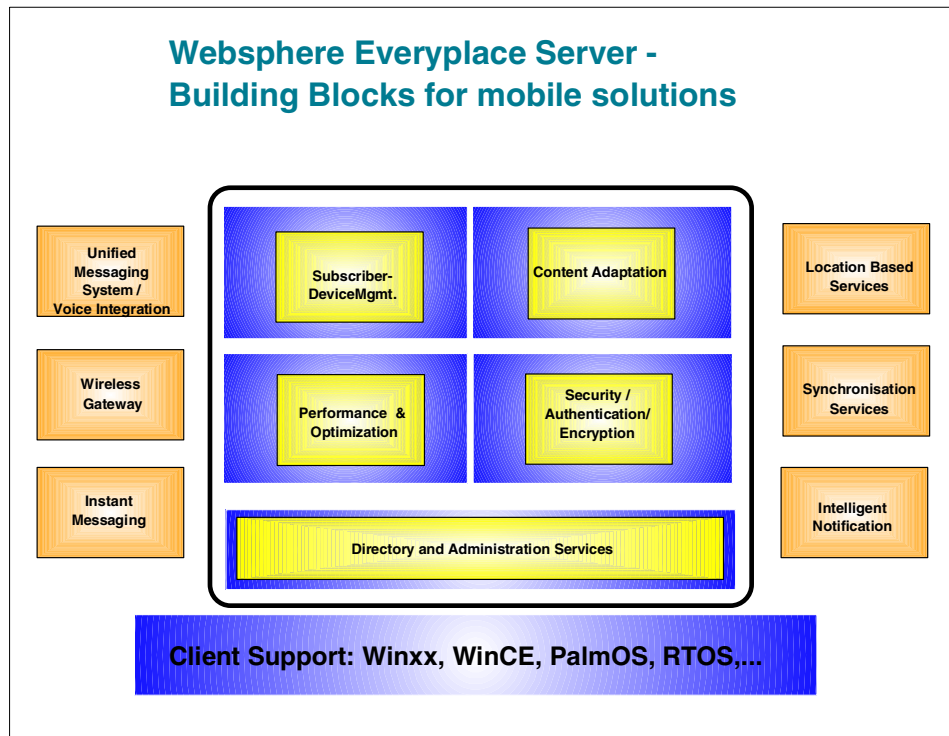 Websphere Everyplace Server -
Building Blocks for mobile solutions
Unified
Messaging
System /
Voice Integration
Wireless
Gateway
Instant
Messaging
Subscriber-
DeviceMgmt.
Content Adaptation
Performance &
Optimization
Security /
Authentication/
Encryption
Directory and Administration Services
Location Based
Services
Synchronisation
Services
Intelligent
Notification
Client Support: Winxx, WinCE, PalmOS, RTOS,...